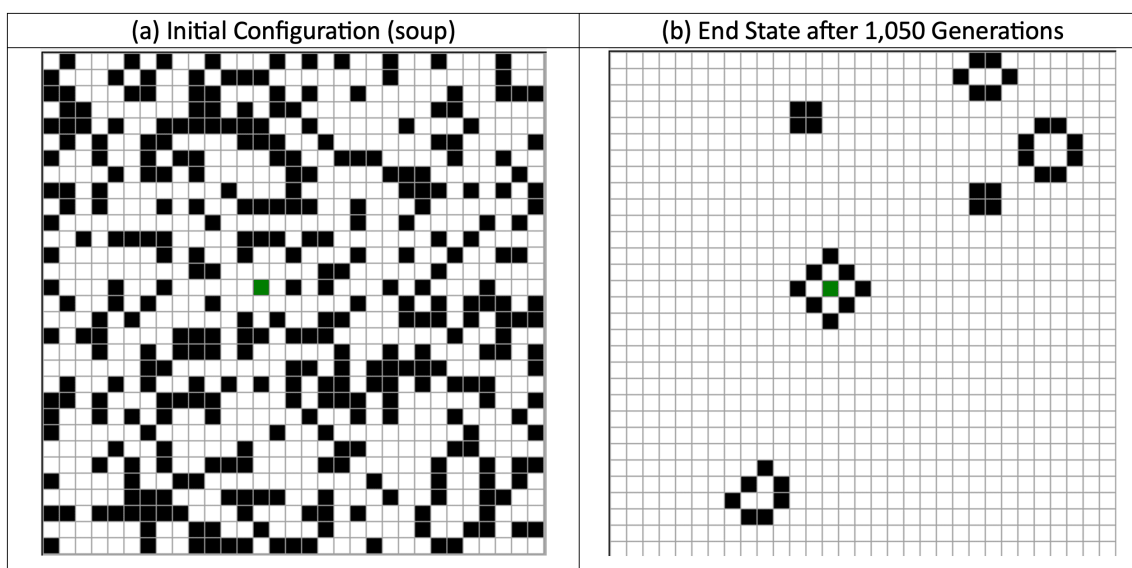 (a) Initial Configuration (soup)
(b) End State after 1,050 Generations